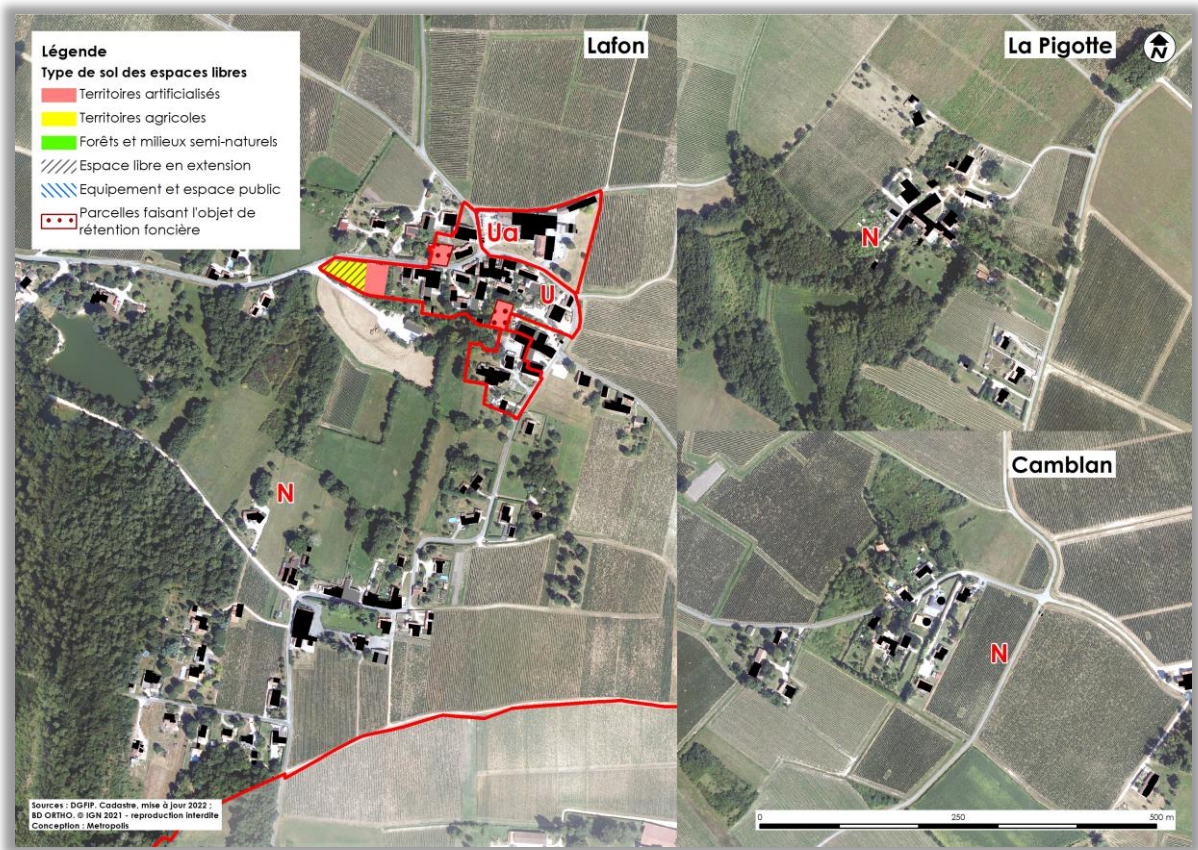 Légende
Type de sol des espaces libres
Territoires artificialisés
Territoires agricoles
Forêts et milieux semi-naturels
Espace libre en extension
Equipement et espace public
Parcelles faisant l'objet de
rétention foncière
Lafon
Ua
U
N
Sources : DGFIP. Cadastre, mise à jour 2022 ;
BD ORTHO. © IGN 2021 - reproduction interdite
Conception : Metropolis
La Pigotte
N
N
Camblan
N
0 250 500 m